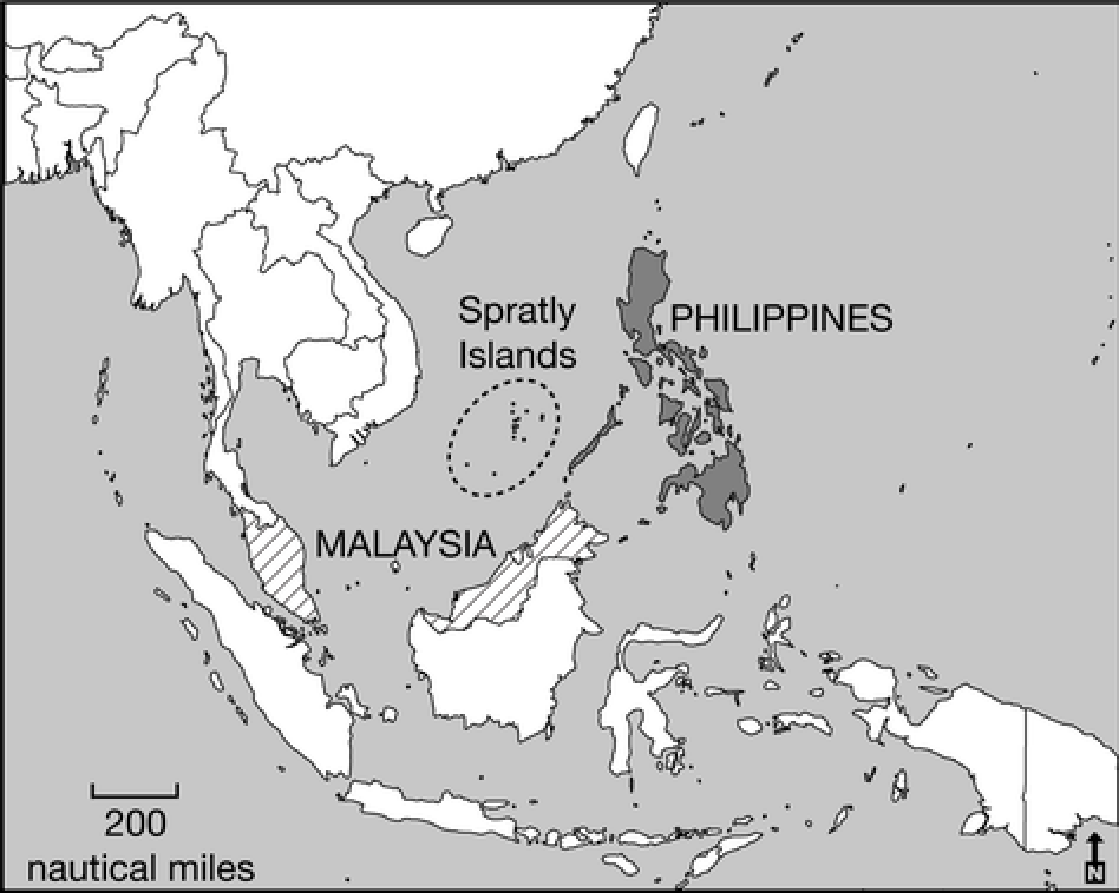 Spratly
Islands
PHILIPPINES
MALAYSIA
200
nautical miles
N